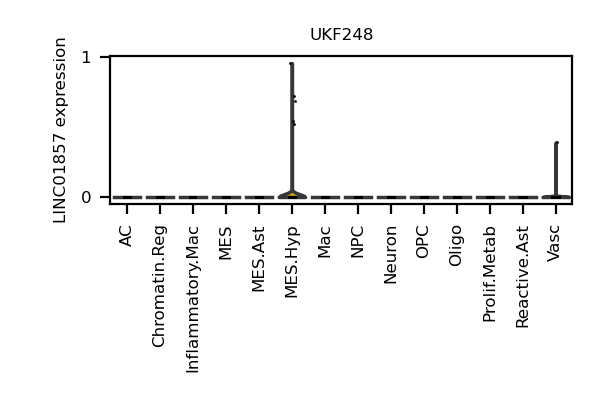 UKF248
LINC01857 expression
1
0
AC
Chromatin.Reg
Inflammatory.Mac
MES
MES.Ast
MES.Hyp
Mac
NPC
Neuron
OPC
Oligo
Prolif.Metab
Reactive.Ast
Vasc